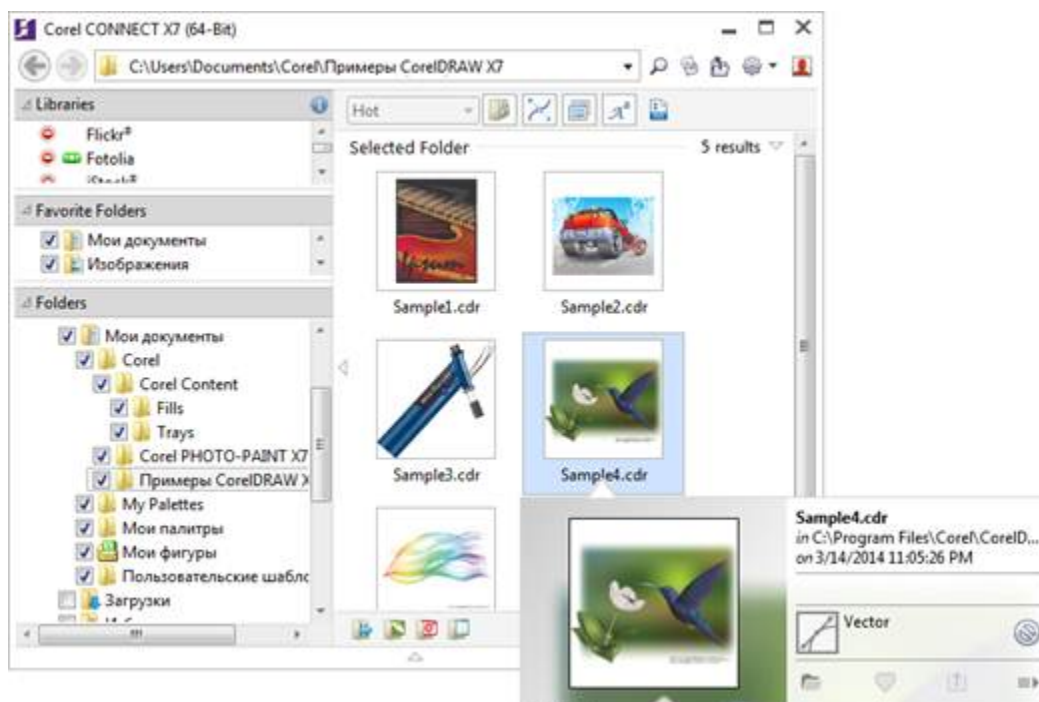 Corel CONNECT X7 (64-Bit)
C:\Users\Documents\Corel\Примеры CorelDRAW X7
Libraries
Flickr®
Fotolia
iStock®
Hot
Selected Folder
5 results
Favorite Folders
Мои документы
Изображения
Folders
Мои документы
Corel
Corel Content
Fills
Trays
Corel PHOTO-PAINT X7
Примеры CorelDRAW X
My Palettes
Мои палитры
Мои фигуры
Пользовательские шабло
Загрузки
Sample1.cdr
Sample2.cdr
Sample3.cdr
Sample4.cdr
Sample4.cdr
in C:\Program Files\Corel\CorelD...
on 3/14/2014 11:05:26 PM
Vector